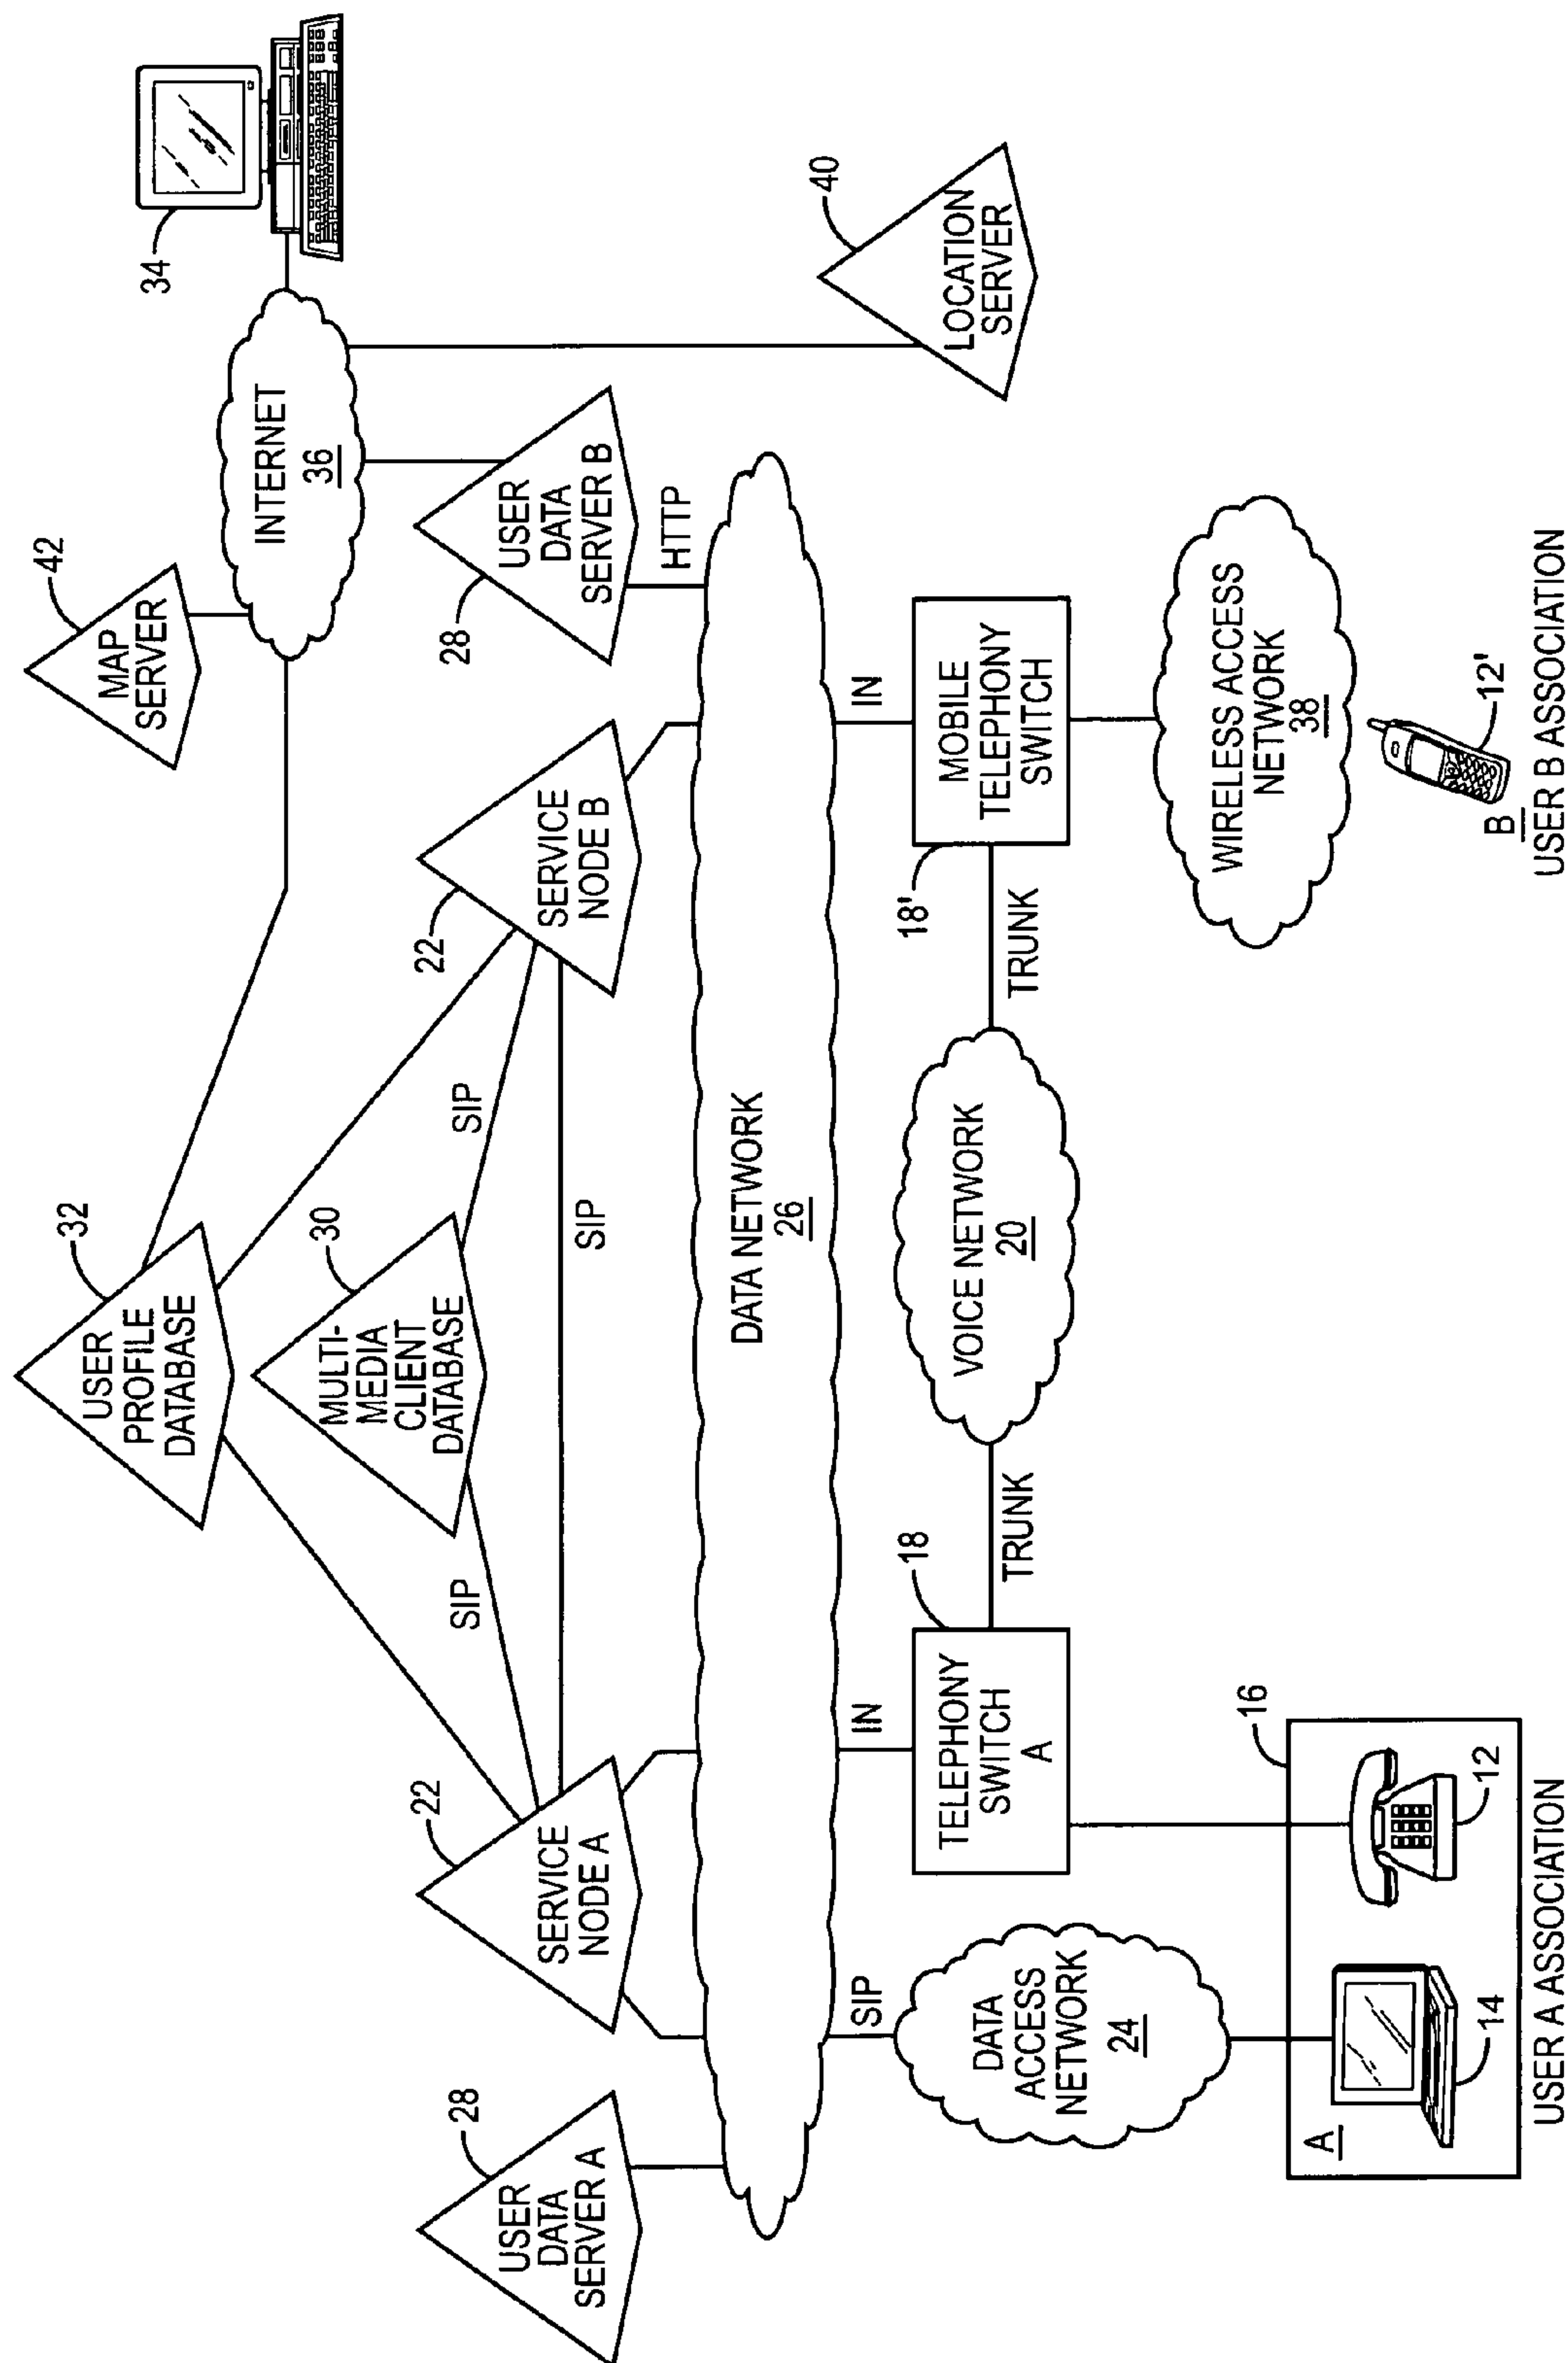 USER
PROFILE
DATABASE
32
MAP
SERVER
42
34
MULTI-
MEDIA
CLIENT
DATABASE
30
INTERNET
36
USER
DATA
SERVER A
28
SERVICE
NODE A
22
SIP
SIP
SIP
SERVICE
NODE B
22
USER
DATA
SERVER B
28
HTTP
DATA NETWORK
26
LOCATION
SERVER
40
SIP
IN
IN
DATA
ACCESS
NETWORK
24
TELEPHONY
SWITCH
A
18
TRUNK
VOICE NETWORK
20
TRUNK
18'
MOBILE
TELEPHONY
SWITCH
WIRELESS ACCESS
NETWORK
38
16
A
14
12
B
12'
USER A ASSOCIATION
USER B ASSOCIATION